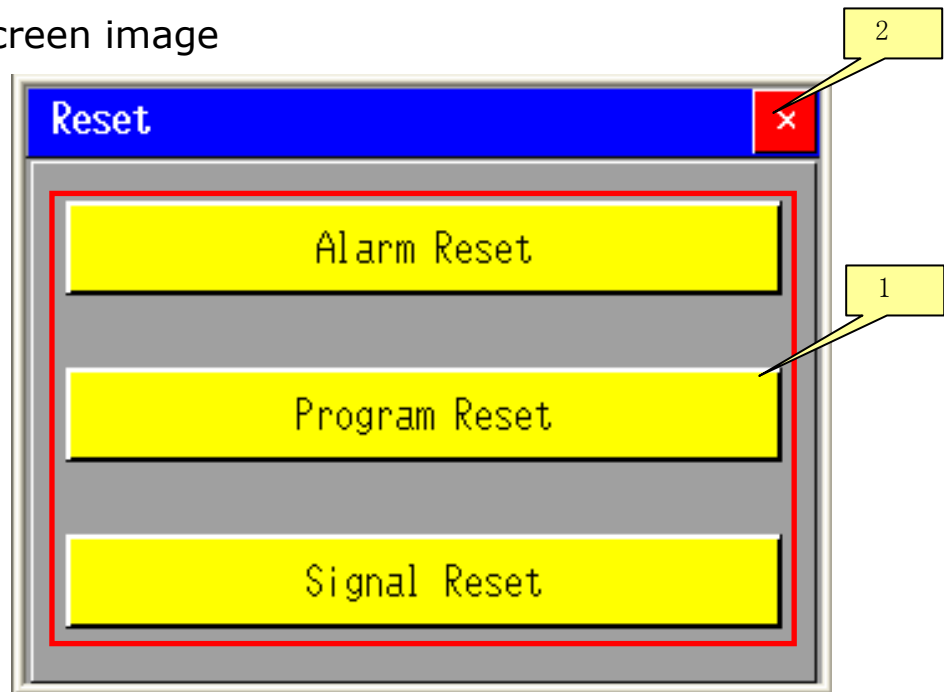 creen image
2
Reset
×
Alarm Reset
1
Program Reset
Signal Reset